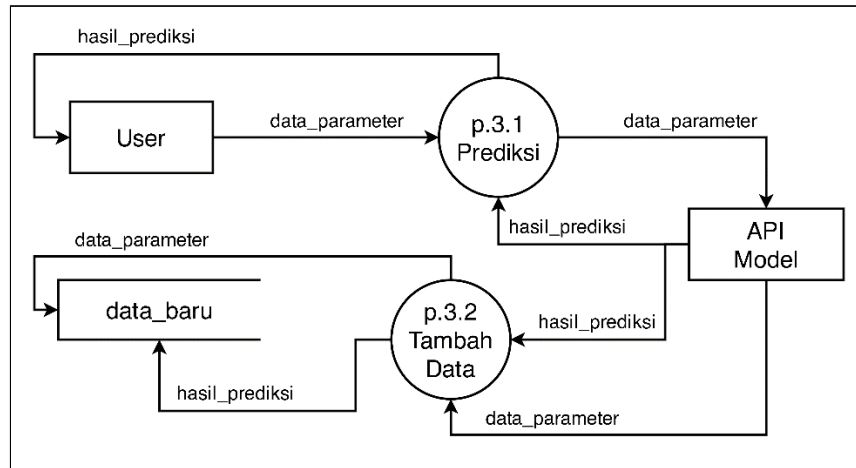 hasil_prediksi
User
data_parameter
p.3.1
Prediksi
data_parameter
hasil_prediksi
API
Model
data_parameter
data_baru
p.3.2
Tambah
Data
hasil_prediksi
hasil_prediksi
data_parameter